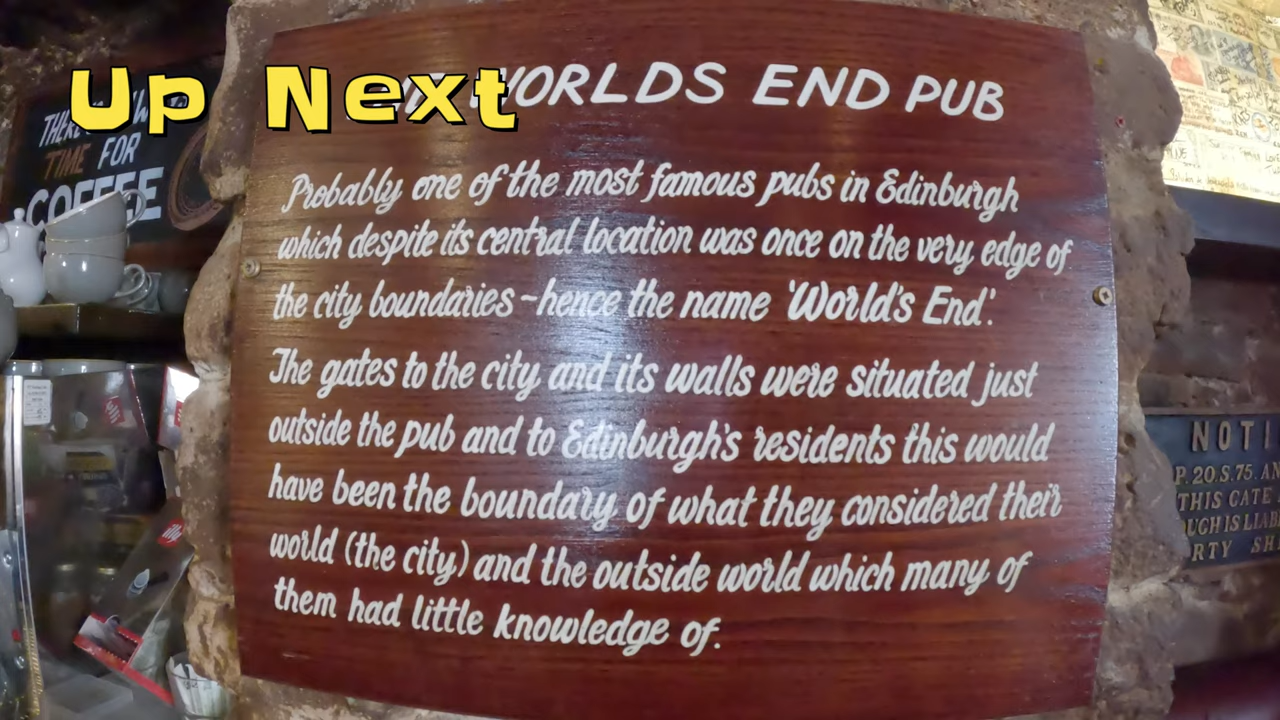 Up Next
WORLDS END PUB
Probably one of the most famous pubs in Edinburgh
which despite its central location was once on the very edge of
the city boundaries - hence the name 'World's End'.
The gates to the city and its walls were situated just
outside the pub and to Edinburgh's residents this would
have been the boundary of what they considered their
world (the city) and the outside world which many of
them had little knowledge of.
TIME FOR
COFFEE
illy
illy
NOTI
P. 20.S.75. AN
THIS GATE
OUGH IS LIAB
RTY SH